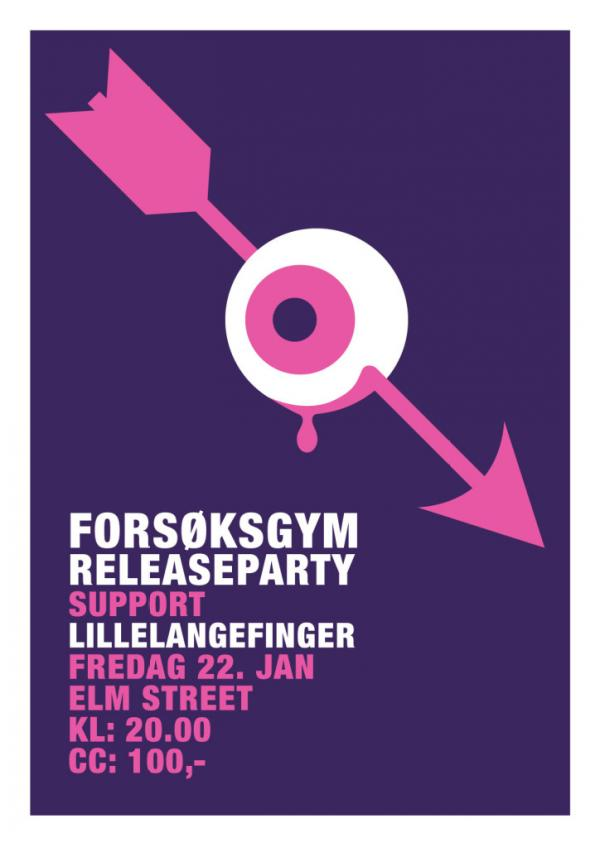 FORSØKSGYM
RELEASEPARTY
SUPPORT
LILLELANGEFINGER
FREDAG 22. JAN
ELM STREET
KL: 20.00
CC: 100,-